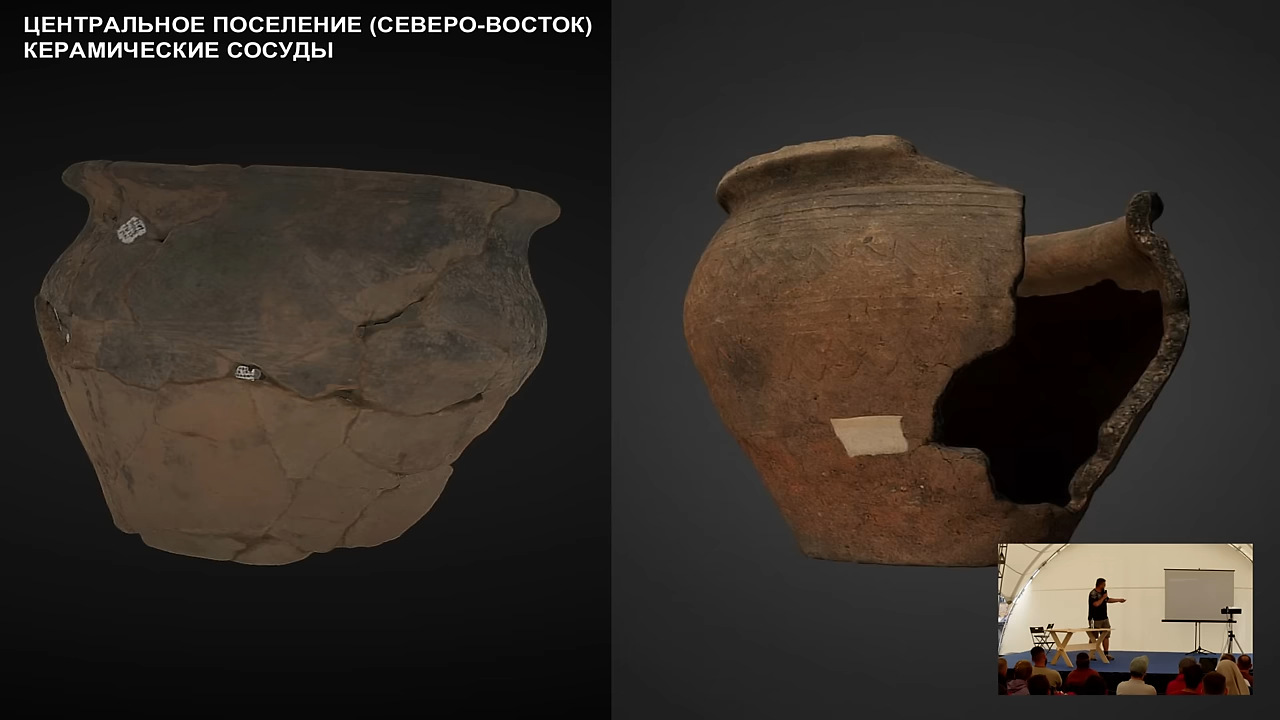 ЦЕНТРАЛЬНОЕ ПОСЕЛЕНИЕ (СЕВЕРО-ВОСТОК)
КЕРАМИЧЕСКИЕ СОСУДЫ